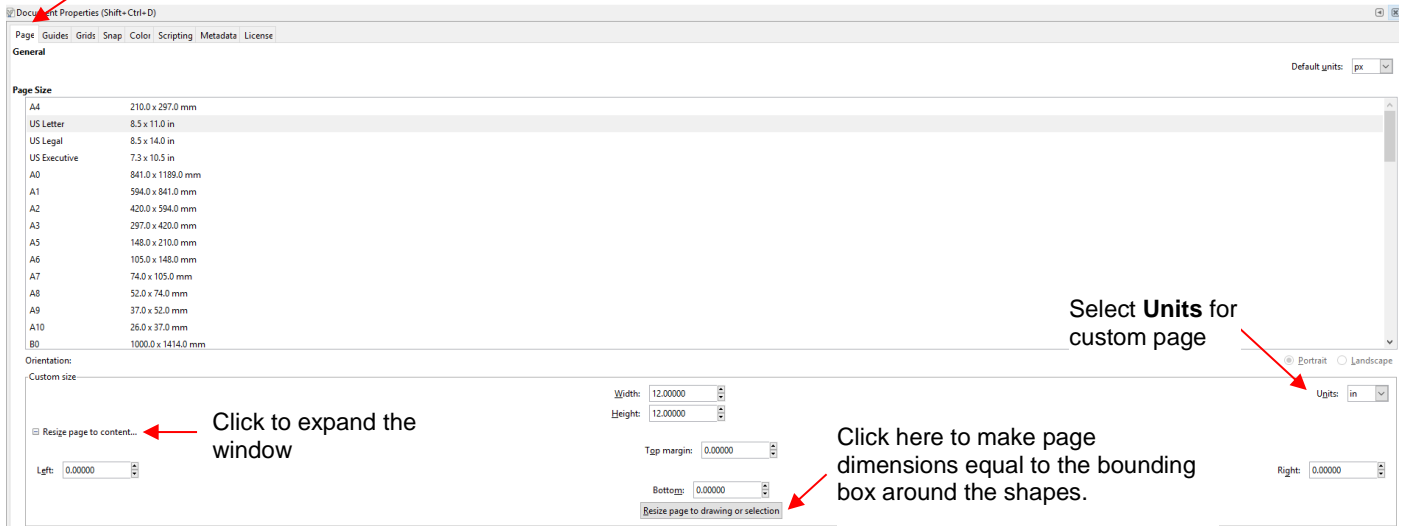 Document Properties (Shift+Ctrl+D)
Page Guides Grids Snap Color Scripting Metadata License
General
Default units: px
Page Size
A4 210.0 x 297.0 mm
US Letter 8.5 x 11.0 in
US Legal 8.5 x 14.0 in
US Executive 7.3 x 10.5 in
A0 841.0 x 1189.0 mm
A1 594.0 x 841.0 mm
A2 420.0 x 594.0 mm
A3 297.0 x 420.0 mm
A5 148.0 x 210.0 mm
A6 105.0 x 148.0 mm
A7 74.0 x 105.0 mm
A8 52.0 x 74.0 mm
A9 37.0 x 52.0 mm
A10 26.0 x 37.0 mm
B0 1000.0 x 1414.0 mm
Select Units for
custom page
Orientation: Portrait Landscape
Custom size
Width: 12.00000 Units: in
Height: 12.00000
Resize page to content...
Click to expand the
window
Top margin: 0.00000
Left: 0.00000 Right: 0.00000
Bottom: 0.00000
Resize page to drawing or selection
Click here to make page
dimensions equal to the bounding
box around the shapes.